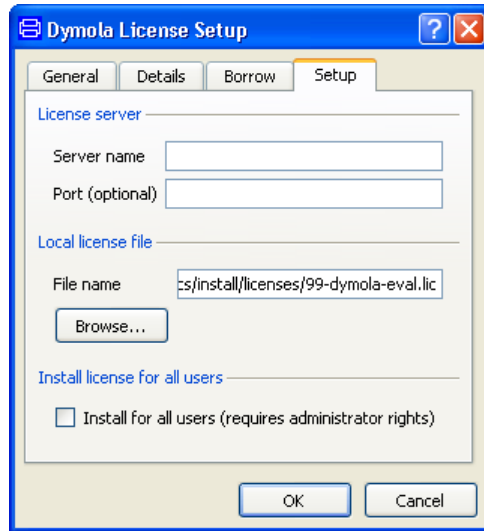 Dymola License Setup
General Details Borrow Setup
License server
Server name
Port (optional)
Local license file
File name cs/install/licenses/99-dymola-eval.lic
Browse...
Install license for all users
Install for all users (requires administrator rights)
OK Cancel